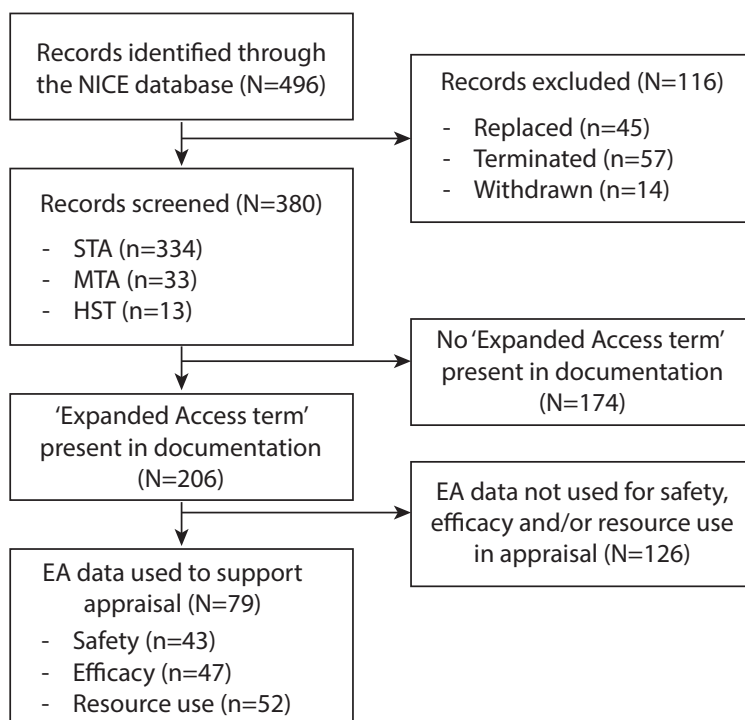 Records identified through
the NICE database (N=496)
Records excluded (N=116)
- Replaced (n=45)
- Terminated (n=57)
- Withdrawn (n=14)
Records screened (N=380)
- STA (n=334)
- MTA (n=33)
- HST (n=13)
No ‘Expanded Access term’
present in documentation
(N=174)
‘Expanded Access term’
present in documentation
(N=206)
EA data not used for safety,
efficacy and/or resource use
in appraisal (N=126)
EA data used to support
appraisal (N=79)
- Safety (n=43)
- Efficacy (n=47)
- Resource use (n=52)